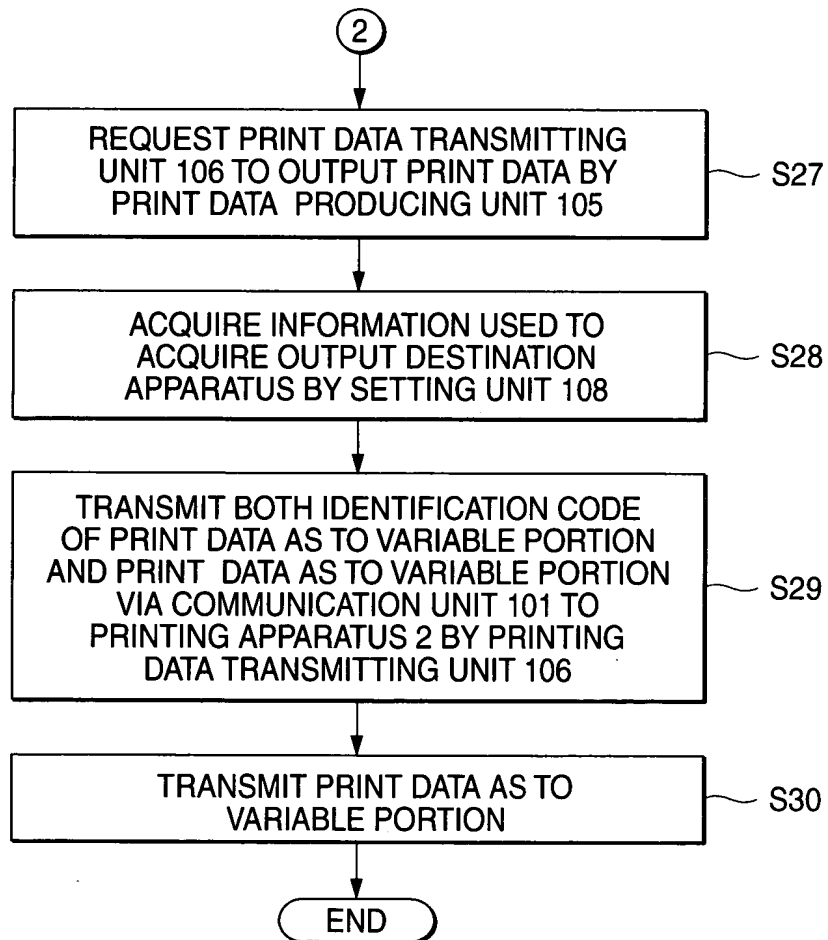 2
REQUEST PRINT DATA TRANSMITTING
UNIT 106 TO OUTPUT PRINT DATA BY
PRINT DATA PRODUCING UNIT 105
S27
ACQUIRE INFORMATION USED TO
ACQUIRE OUTPUT DESTINATION
APPARATUS BY SETTING UNIT 108
S28
TRANSMIT BOTH IDENTIFICATION CODE
OF PRINT DATA AS TO VARIABLE PORTION
AND PRINT DATA AS TO VARIABLE PORTION
VIA COMMUNICATION UNIT 101 TO
PRINTING APPARATUS 2 BY PRINTING
DATA TRANSMITTING UNIT 106
S29
TRANSMIT PRINT DATA AS TO
VARIABLE PORTION
S30
END